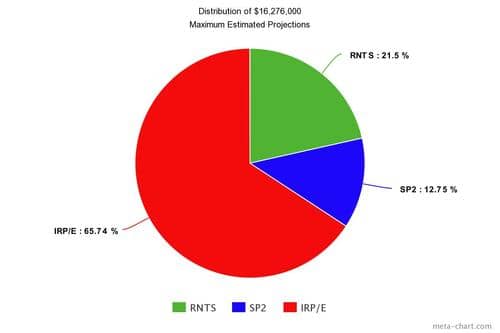 Distribution of $16,276,000
Maximum Estimated Projections
RNTS : 21.5 %
SP2 : 12.75 %
IRP/E : 65.74 %
RNTS SP2 IRP/E
meta-chart.com